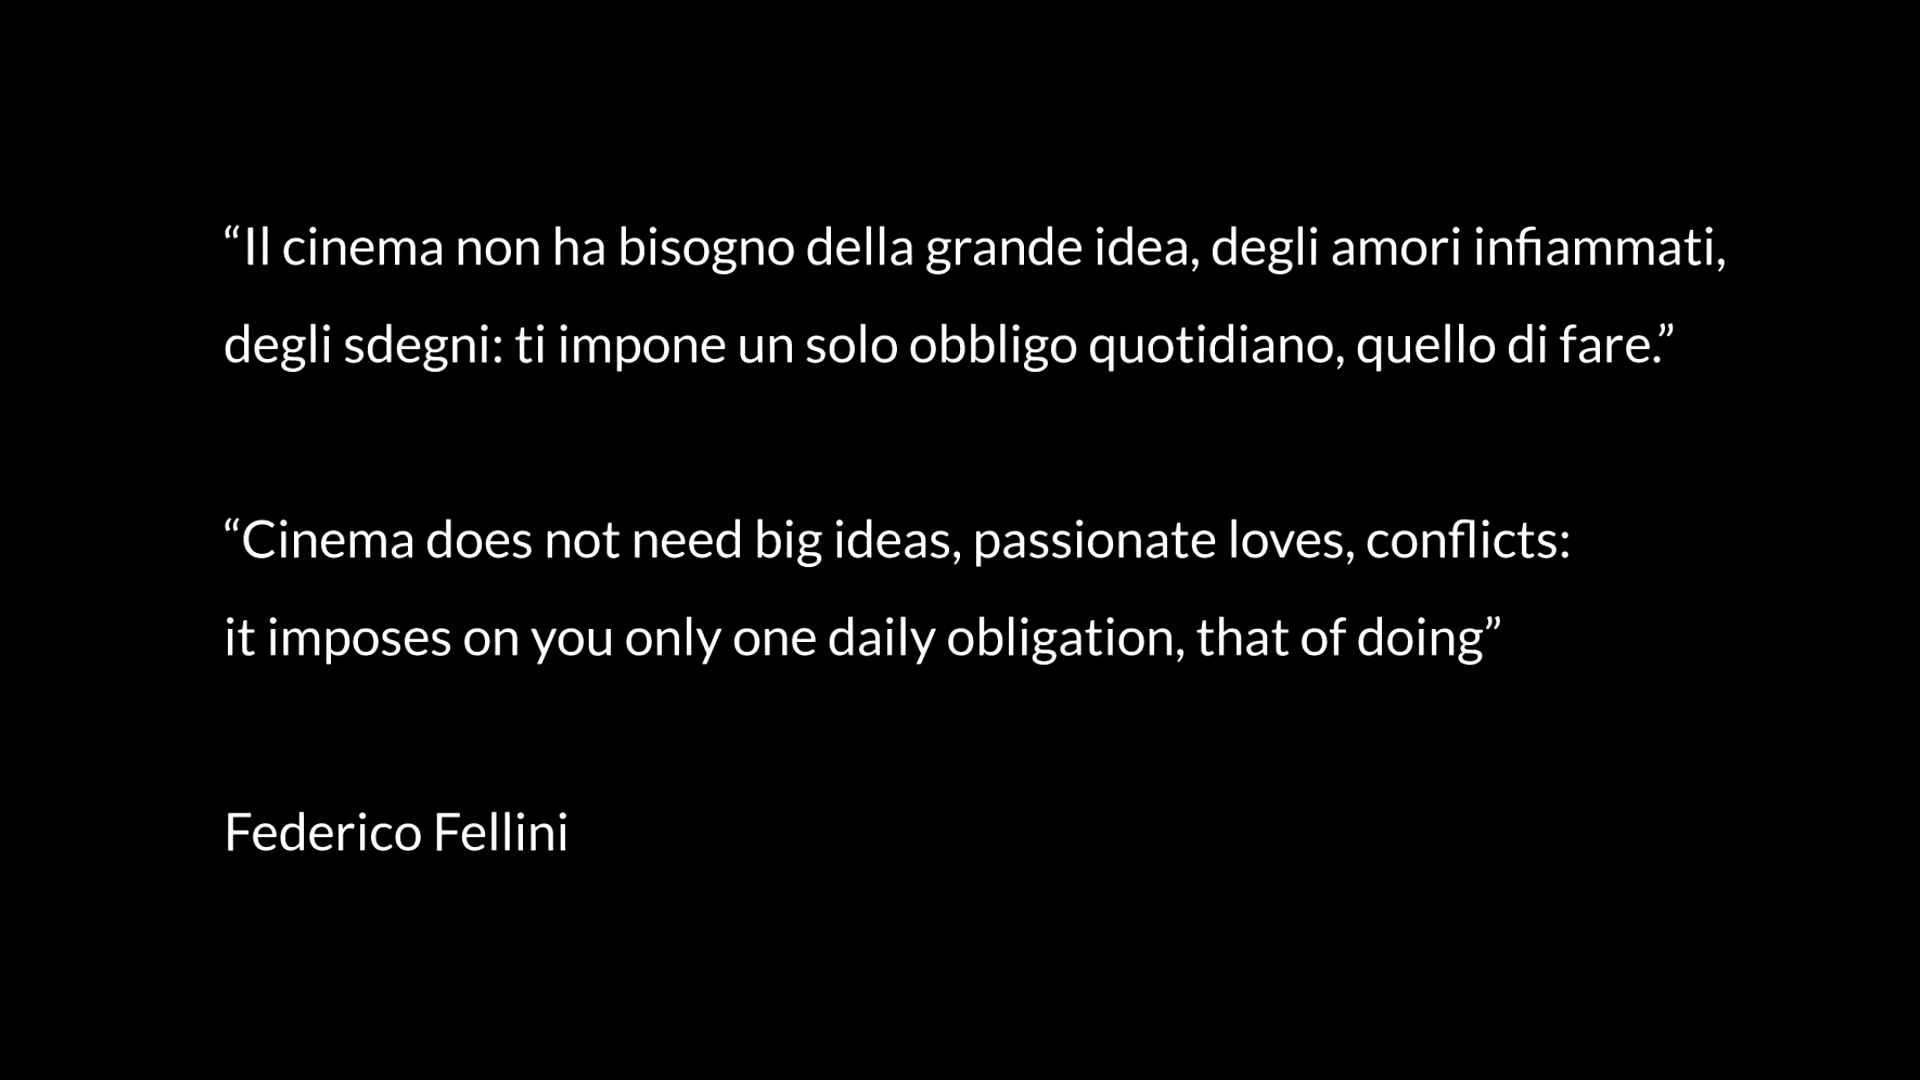 “Il cinema non ha bisogno della grande idea, degli amori infiammati,
degli sdegni: ti impone un solo obbligo quotidiano, quello di fare.”
“Cinema does not need big ideas, passionate loves, conflicts:
it imposes on you only one daily obligation, that of doing”
Federico Fellini